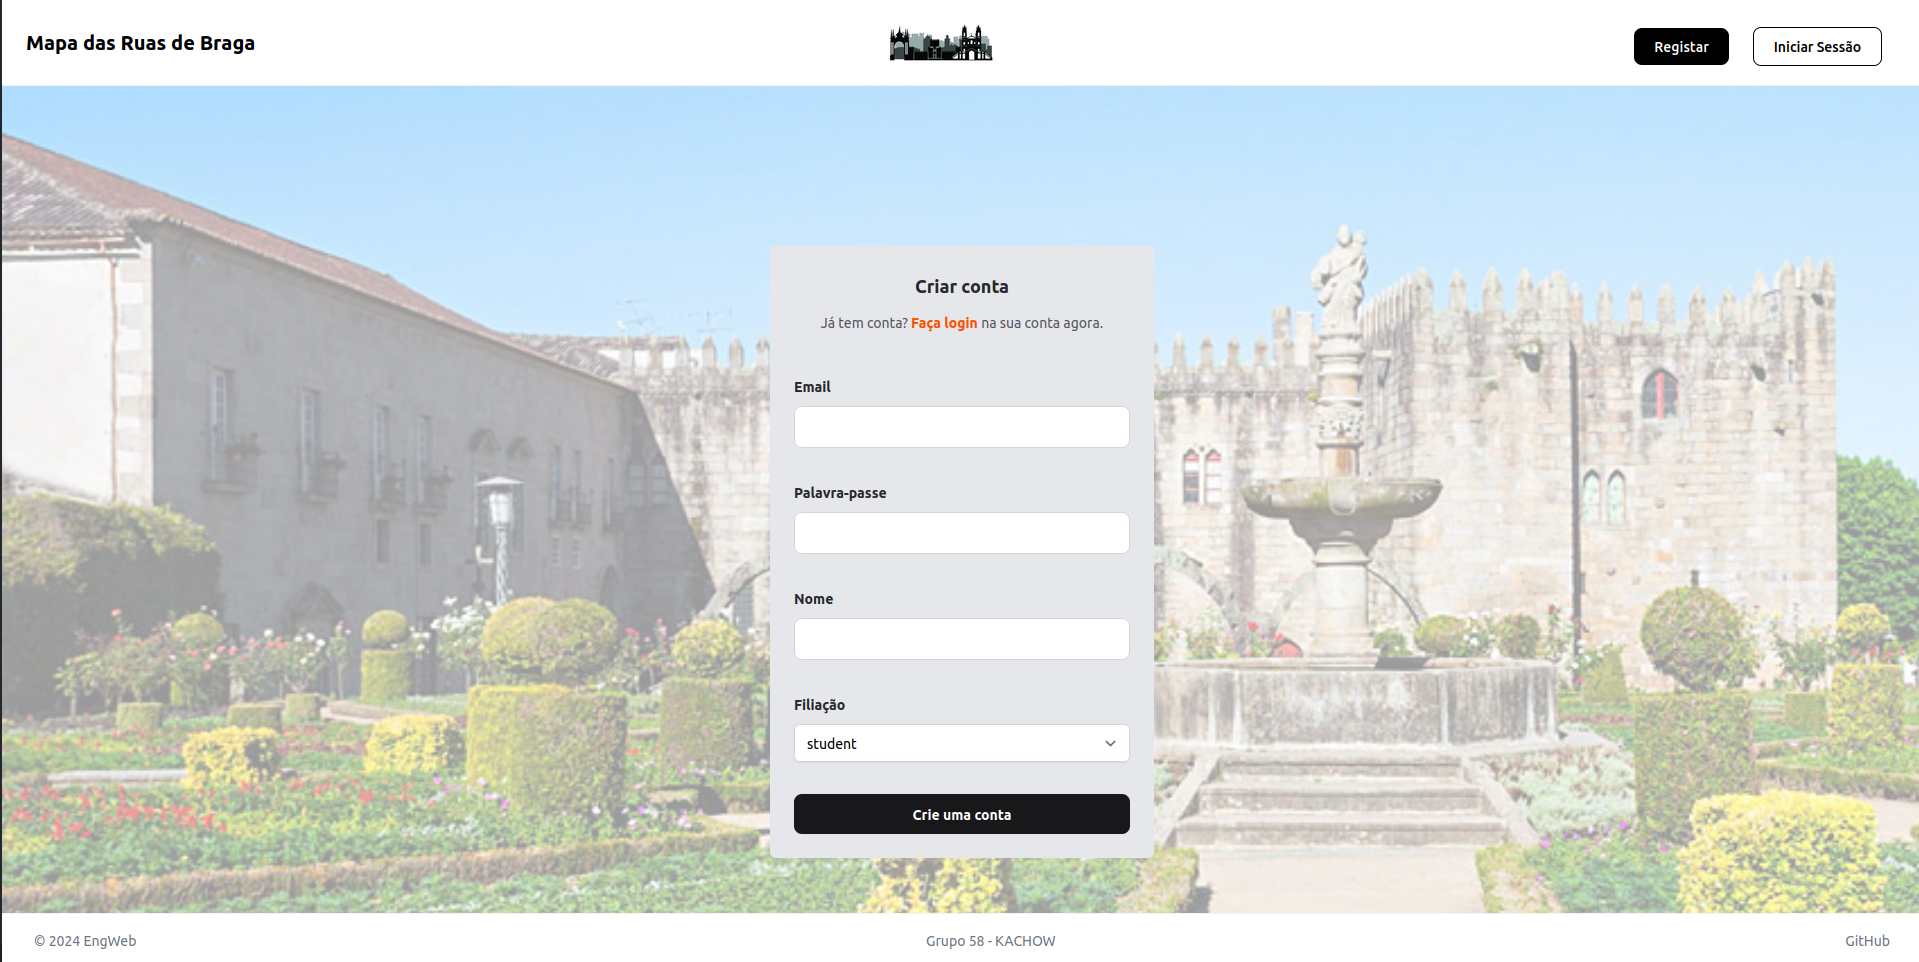 Mapa das Ruas de Braga
Registar
Iniciar Sessão
Criar conta
Já tem conta? Faça login na sua conta agora.
Email
Palavra-passe
Nome
Filiação
student
Crie uma conta
© 2024 EngWeb
Grupo 58 - KACHOW
GitHub